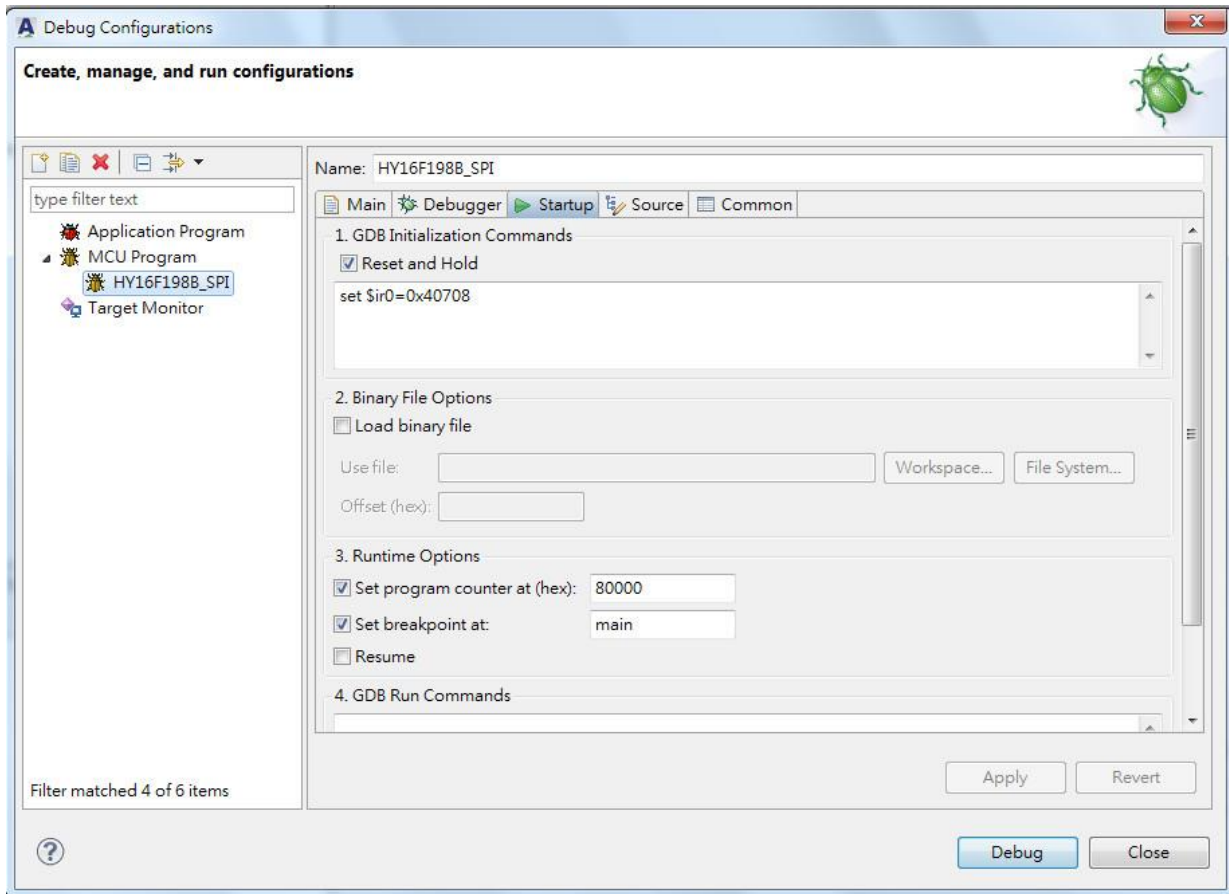 Debug Configurations
Create, manage, and run configurations
type filter text
Application Program
MCU Program
HY16F198B_SPI
Target Monitor
Filter matched 4 of 6 items
Name: HY16F198B_SPI
Main Debugger Startup Source Common
1. GDB Initialization Commands
Reset and Hold
set $ir0=0x40708
2. Binary File Options
Load binary file
Use file: Workspace... File System...
Offset (hex):
3. Runtime Options
Set program counter at (hex): 80000
Set breakpoint at: main
Resume
4. GDB Run Commands
Apply Revert
Debug Close